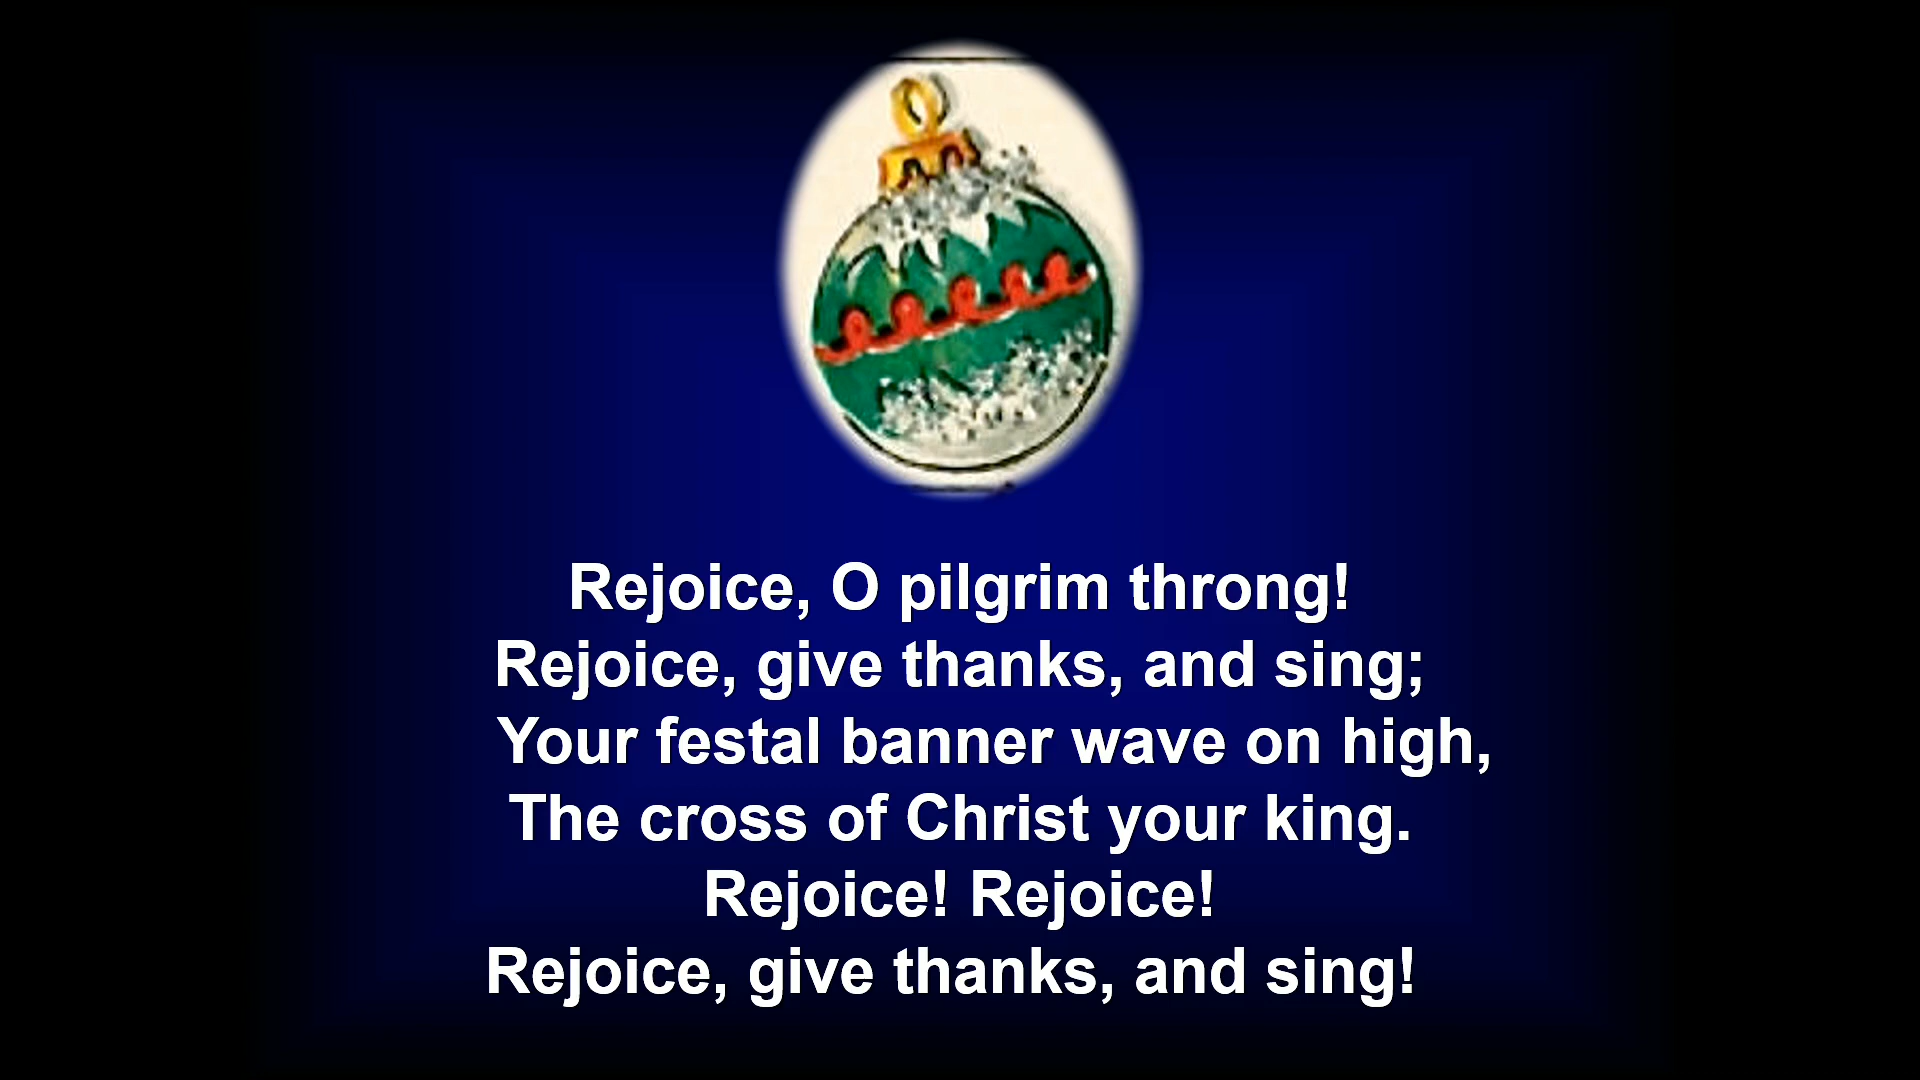 Rejoice, O pilgrim throng!
Rejoice, give thanks, and sing;
Your festal banner wave on high,
The cross of Christ your king.
Rejoice! Rejoice!
Rejoice, give thanks, and sing!